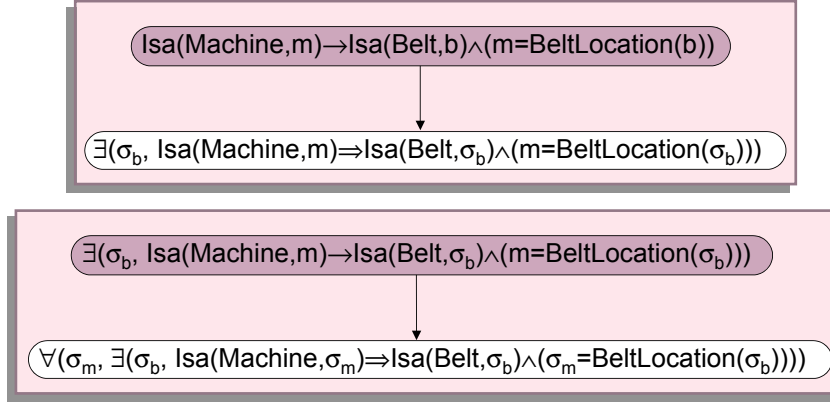 Isa(Machine,m)→Isa(Belt,b)∧(m=BeltLocation(b))
∃(σb, Isa(Machine,m)⇒Isa(Belt,σb)∧(m=BeltLocation(σb)))
∃(σb, Isa(Machine,m)→Isa(Belt,σb)∧(m=BeltLocation(σb)))
∀(σm, ∃(σb, Isa(Machine,σm)⇒Isa(Belt,σb)∧(σm=BeltLocation(σb))))